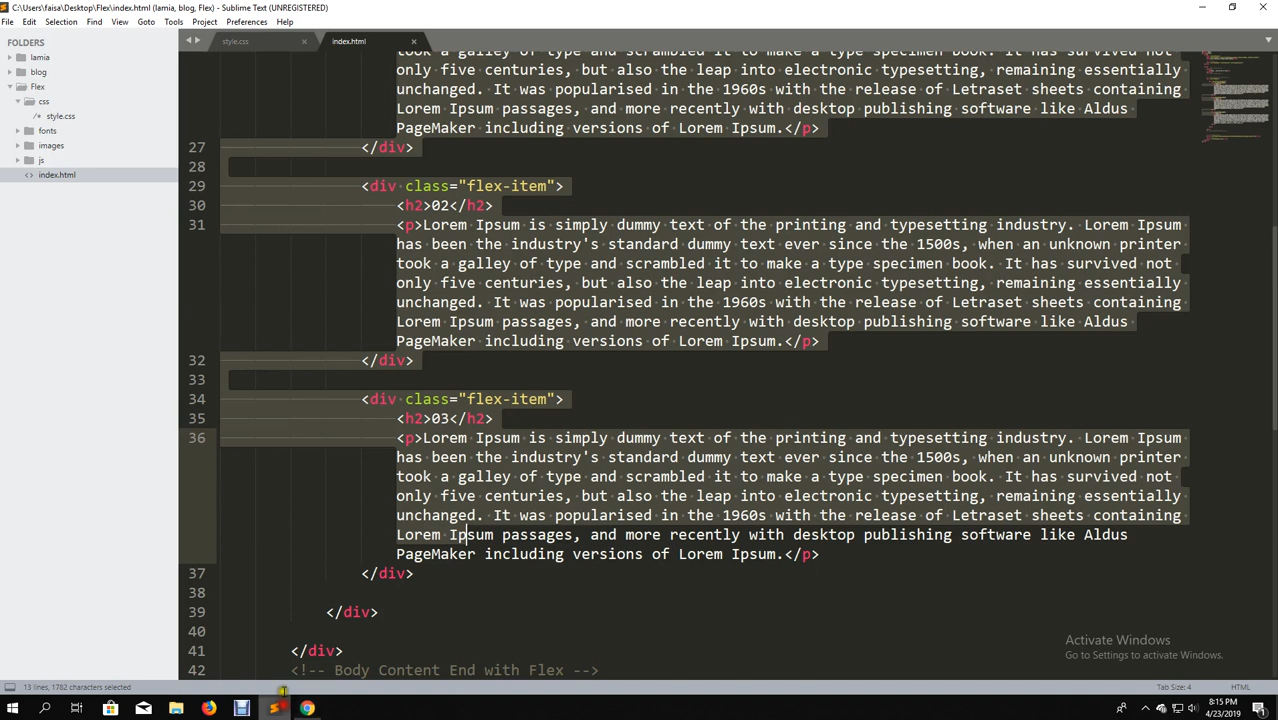 C:\Users\faisa\Desktop\Flex\index.html (lamia, blog, Flex) - Sublime Text (UNREGISTERED)
File Edit Selection Find View Goto Tools Project Preferences Help
FOLDERS
lamia
blog
Flex
css
style.css
fonts
images
js
index.html
style.css
index.html
took a galley of type and scrambled it to make a type specimen book. It has survived not
only five centuries, but also the leap into electronic typesetting, remaining essentially
unchanged. It was popularised in the 1960s with the release of Letraset sheets containing
Lorem Ipsum passages, and more recently with desktop publishing software like Aldus
PageMaker including versions of Lorem Ipsum.</p>
27 </div>
28
29 <div class="flex-item">
30 <h2>02</h2>
31 <p>Lorem Ipsum is simply dummy text of the printing and typesetting industry. Lorem Ipsum
has been the industry's standard dummy text ever since the 1500s, when an unknown printer
took a galley of type and scrambled it to make a type specimen book. It has survived not
only five centuries, but also the leap into electronic typesetting, remaining essentially
unchanged. It was popularised in the 1960s with the release of Letraset sheets containing
Lorem Ipsum passages, and more recently with desktop publishing software like Aldus
PageMaker including versions of Lorem Ipsum.</p>
32 </div>
33
34 <div class="flex-item">
35 <h2>03</h2>
36 <p>Lorem Ipsum is simply dummy text of the printing and typesetting industry. Lorem Ipsum
has been the industry's standard dummy text ever since the 1500s, when an unknown printer
took a galley of type and scrambled it to make a type specimen book. It has survived not
only five centuries, but also the leap into electronic typesetting, remaining essentially
unchanged. It was popularised in the 1960s with the release of Letraset sheets containing
Lorem Ipsum passages, and more recently with desktop publishing software like Aldus
PageMaker including versions of Lorem Ipsum.</p>
37 </div>
38
39 </div>
40
41 </div>
42 <!-- Body Content End with Flex -->
Activate Windows
Go to Settings to activate Windows.
13 lines, 1782 characters selected
Tab Size: 4
HTML
8:15 PM
4/23/2019